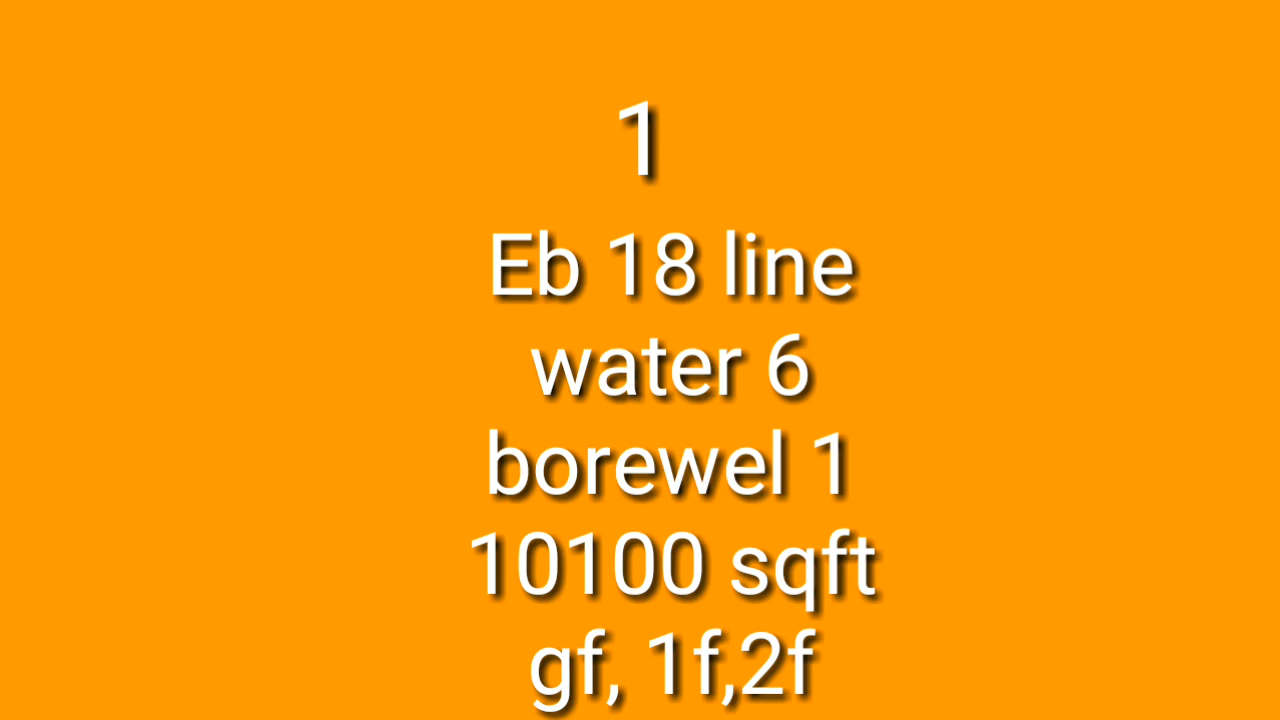 1
Eb 18 line
water 6
borewel 1
10100 sqft
gf, 1f,2f